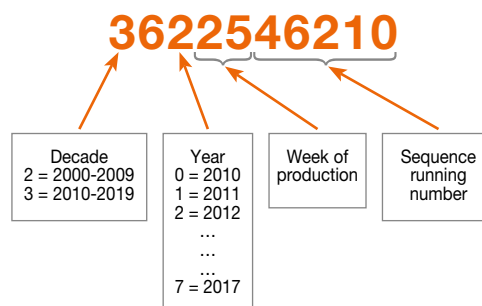 3622546210
Decade
2 = 2000-2009
3 = 2010-2019
Year
0 = 2010
1 = 2011
2 = 2012
...
...
...
7 = 2017
Week of
production
Sequence
running
number